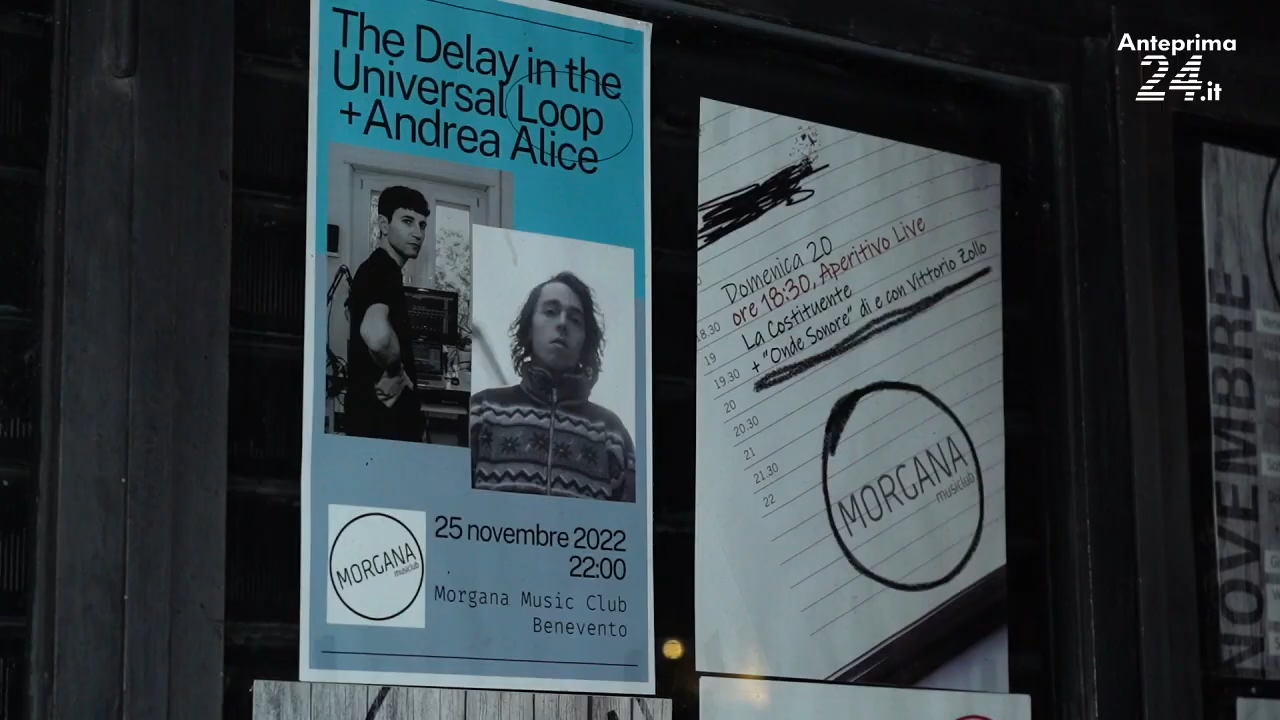 Anteprima
24.it
The Delay in the
Universal Loop
+Andrea Alice
MORGANA
musiclub
25 novembre 2022
22:00
Morgana Music Club
Benevento
Domenica 20
ore 18:30, Aperitivo Live
La Costituente
+ "Onde Sonore" di e con Vittorio Zollo
18.30
19
19.30
20
20.30
21
21.30
22
MORGANA
musiclub
NOVEMBRE